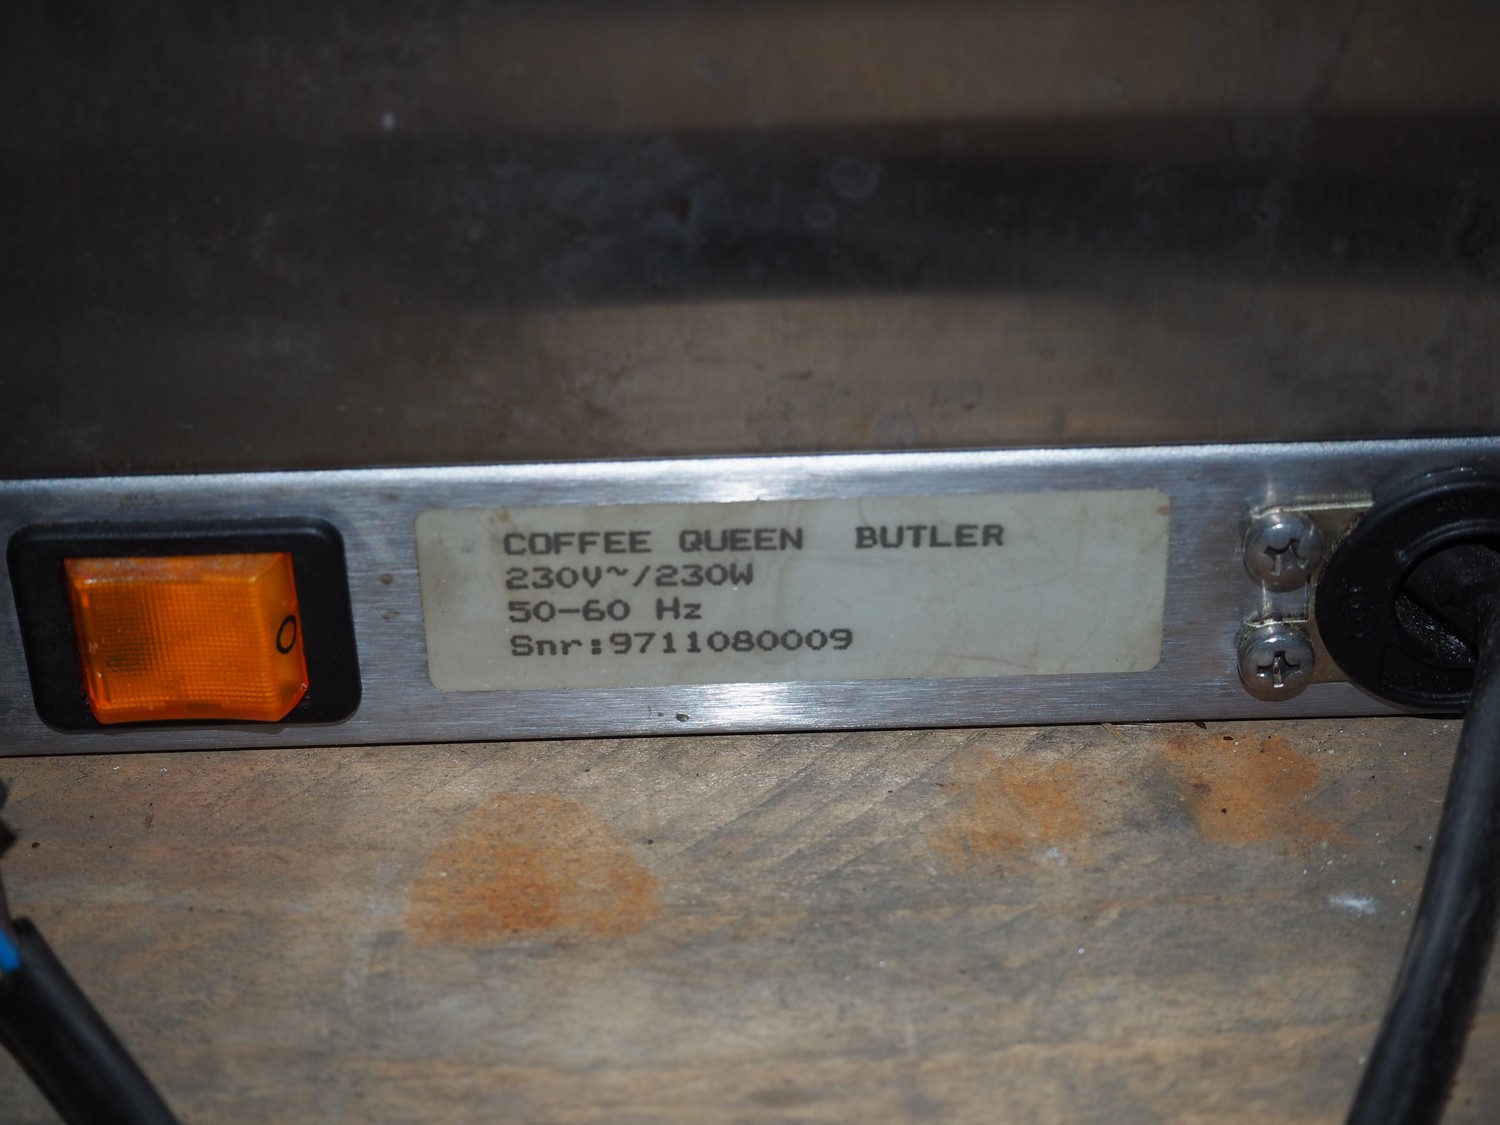 COFFEE QUEEN BUTLER
230V~/230W
50-60 Hz
Snr:9711080009
O